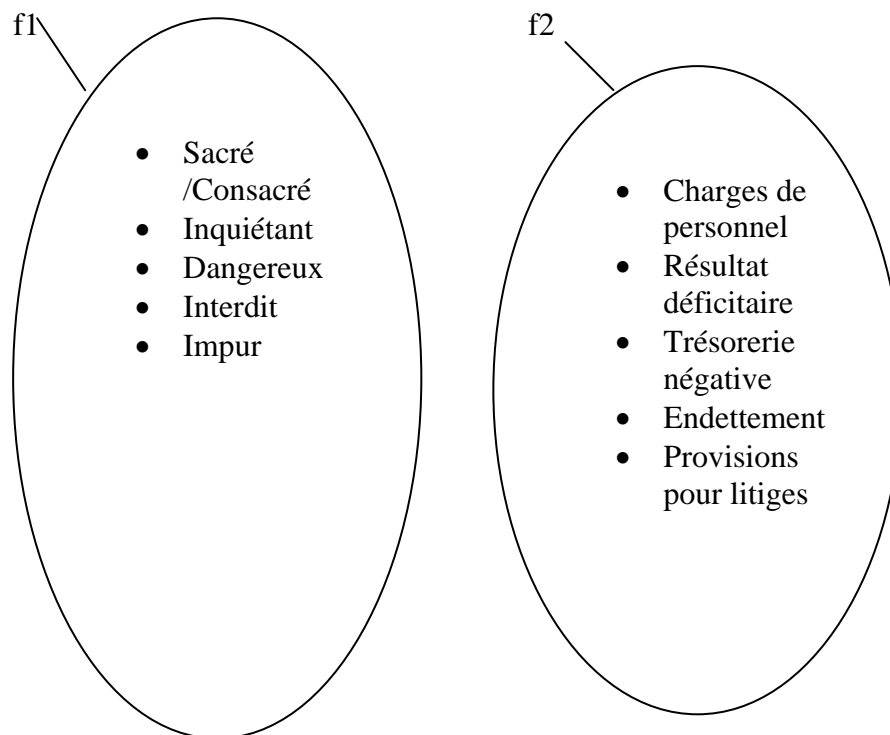 f1
• Sacré
/Consacré
• Inquiétant
• Dangereux
• Interdit
• Impur
f2
• Charges de
personnel
• Résultat
déficitaire
• Trésorerie
négative
• Endettement
• Provisions
pour litiges